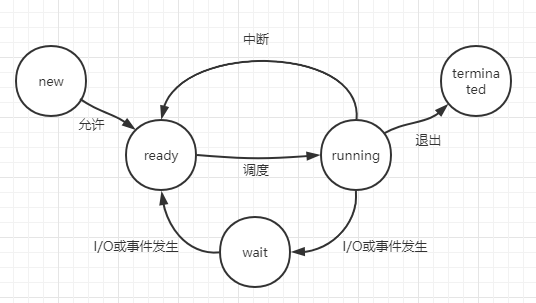 中断
new
termina
ted
允许
退出
ready
running
调度
I/O或事件发生
I/O或事件发生
wait